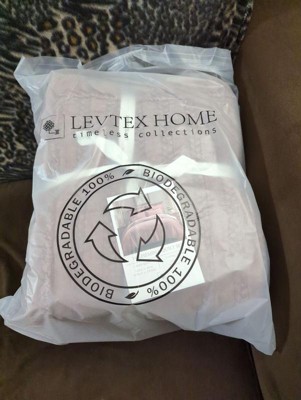 LEVTEX HOME
timeless collections
BIODEGRADABLE 100%
BIODEGRADABLE 100%